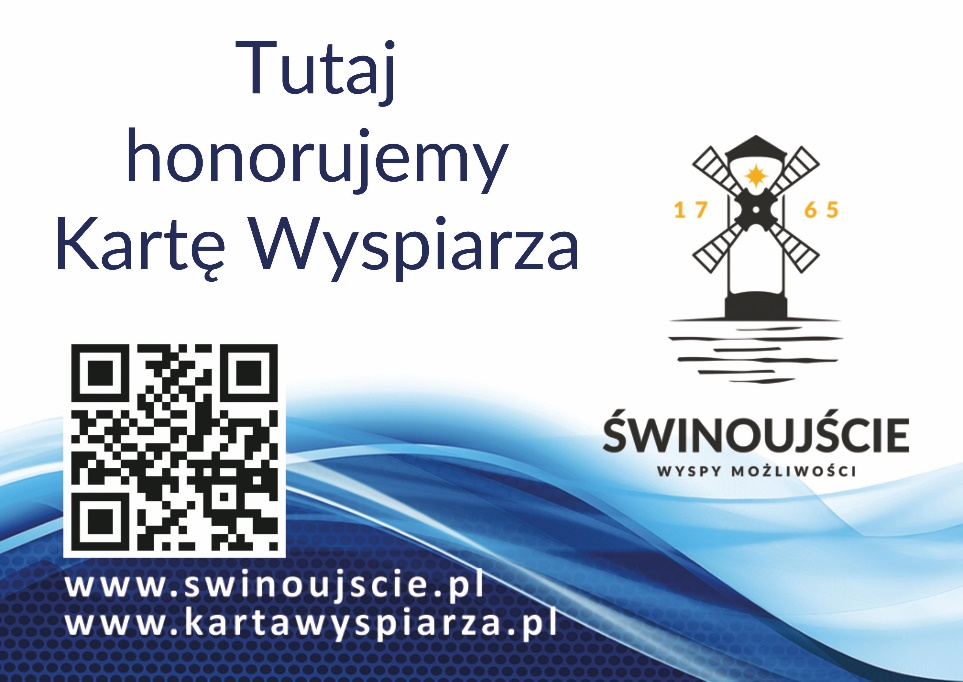 Tutaj
honorujemy
Kartę Wyspiarza
17 65
ŚWINOUJŚCIE
WYSPY MOŻLIWOŚCI
www.swinoujscie.pl
www.kartawyspiarza.pl